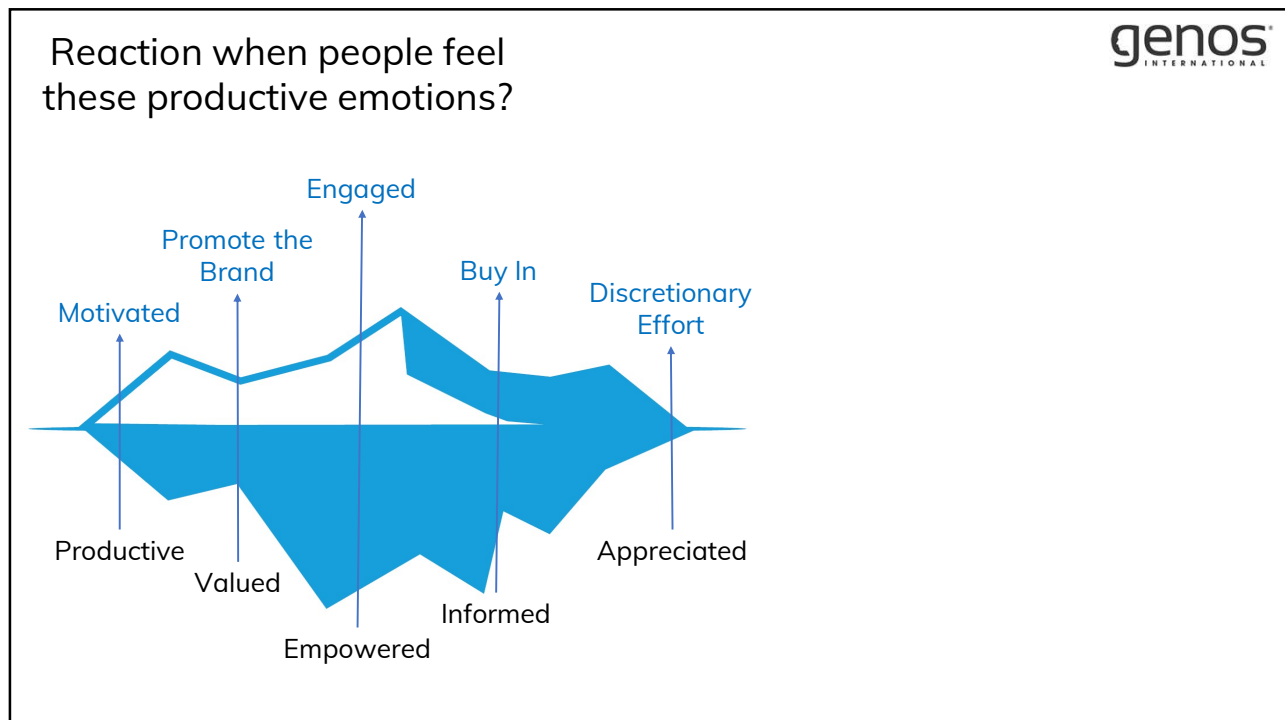 Reaction when people feel
these productive emotions?
genos
INTERNATIONAL
Engaged
Promote the
Brand
Buy In
Discretionary
Effort
Motivated
Productive
Valued
Empowered
Informed
Appreciated